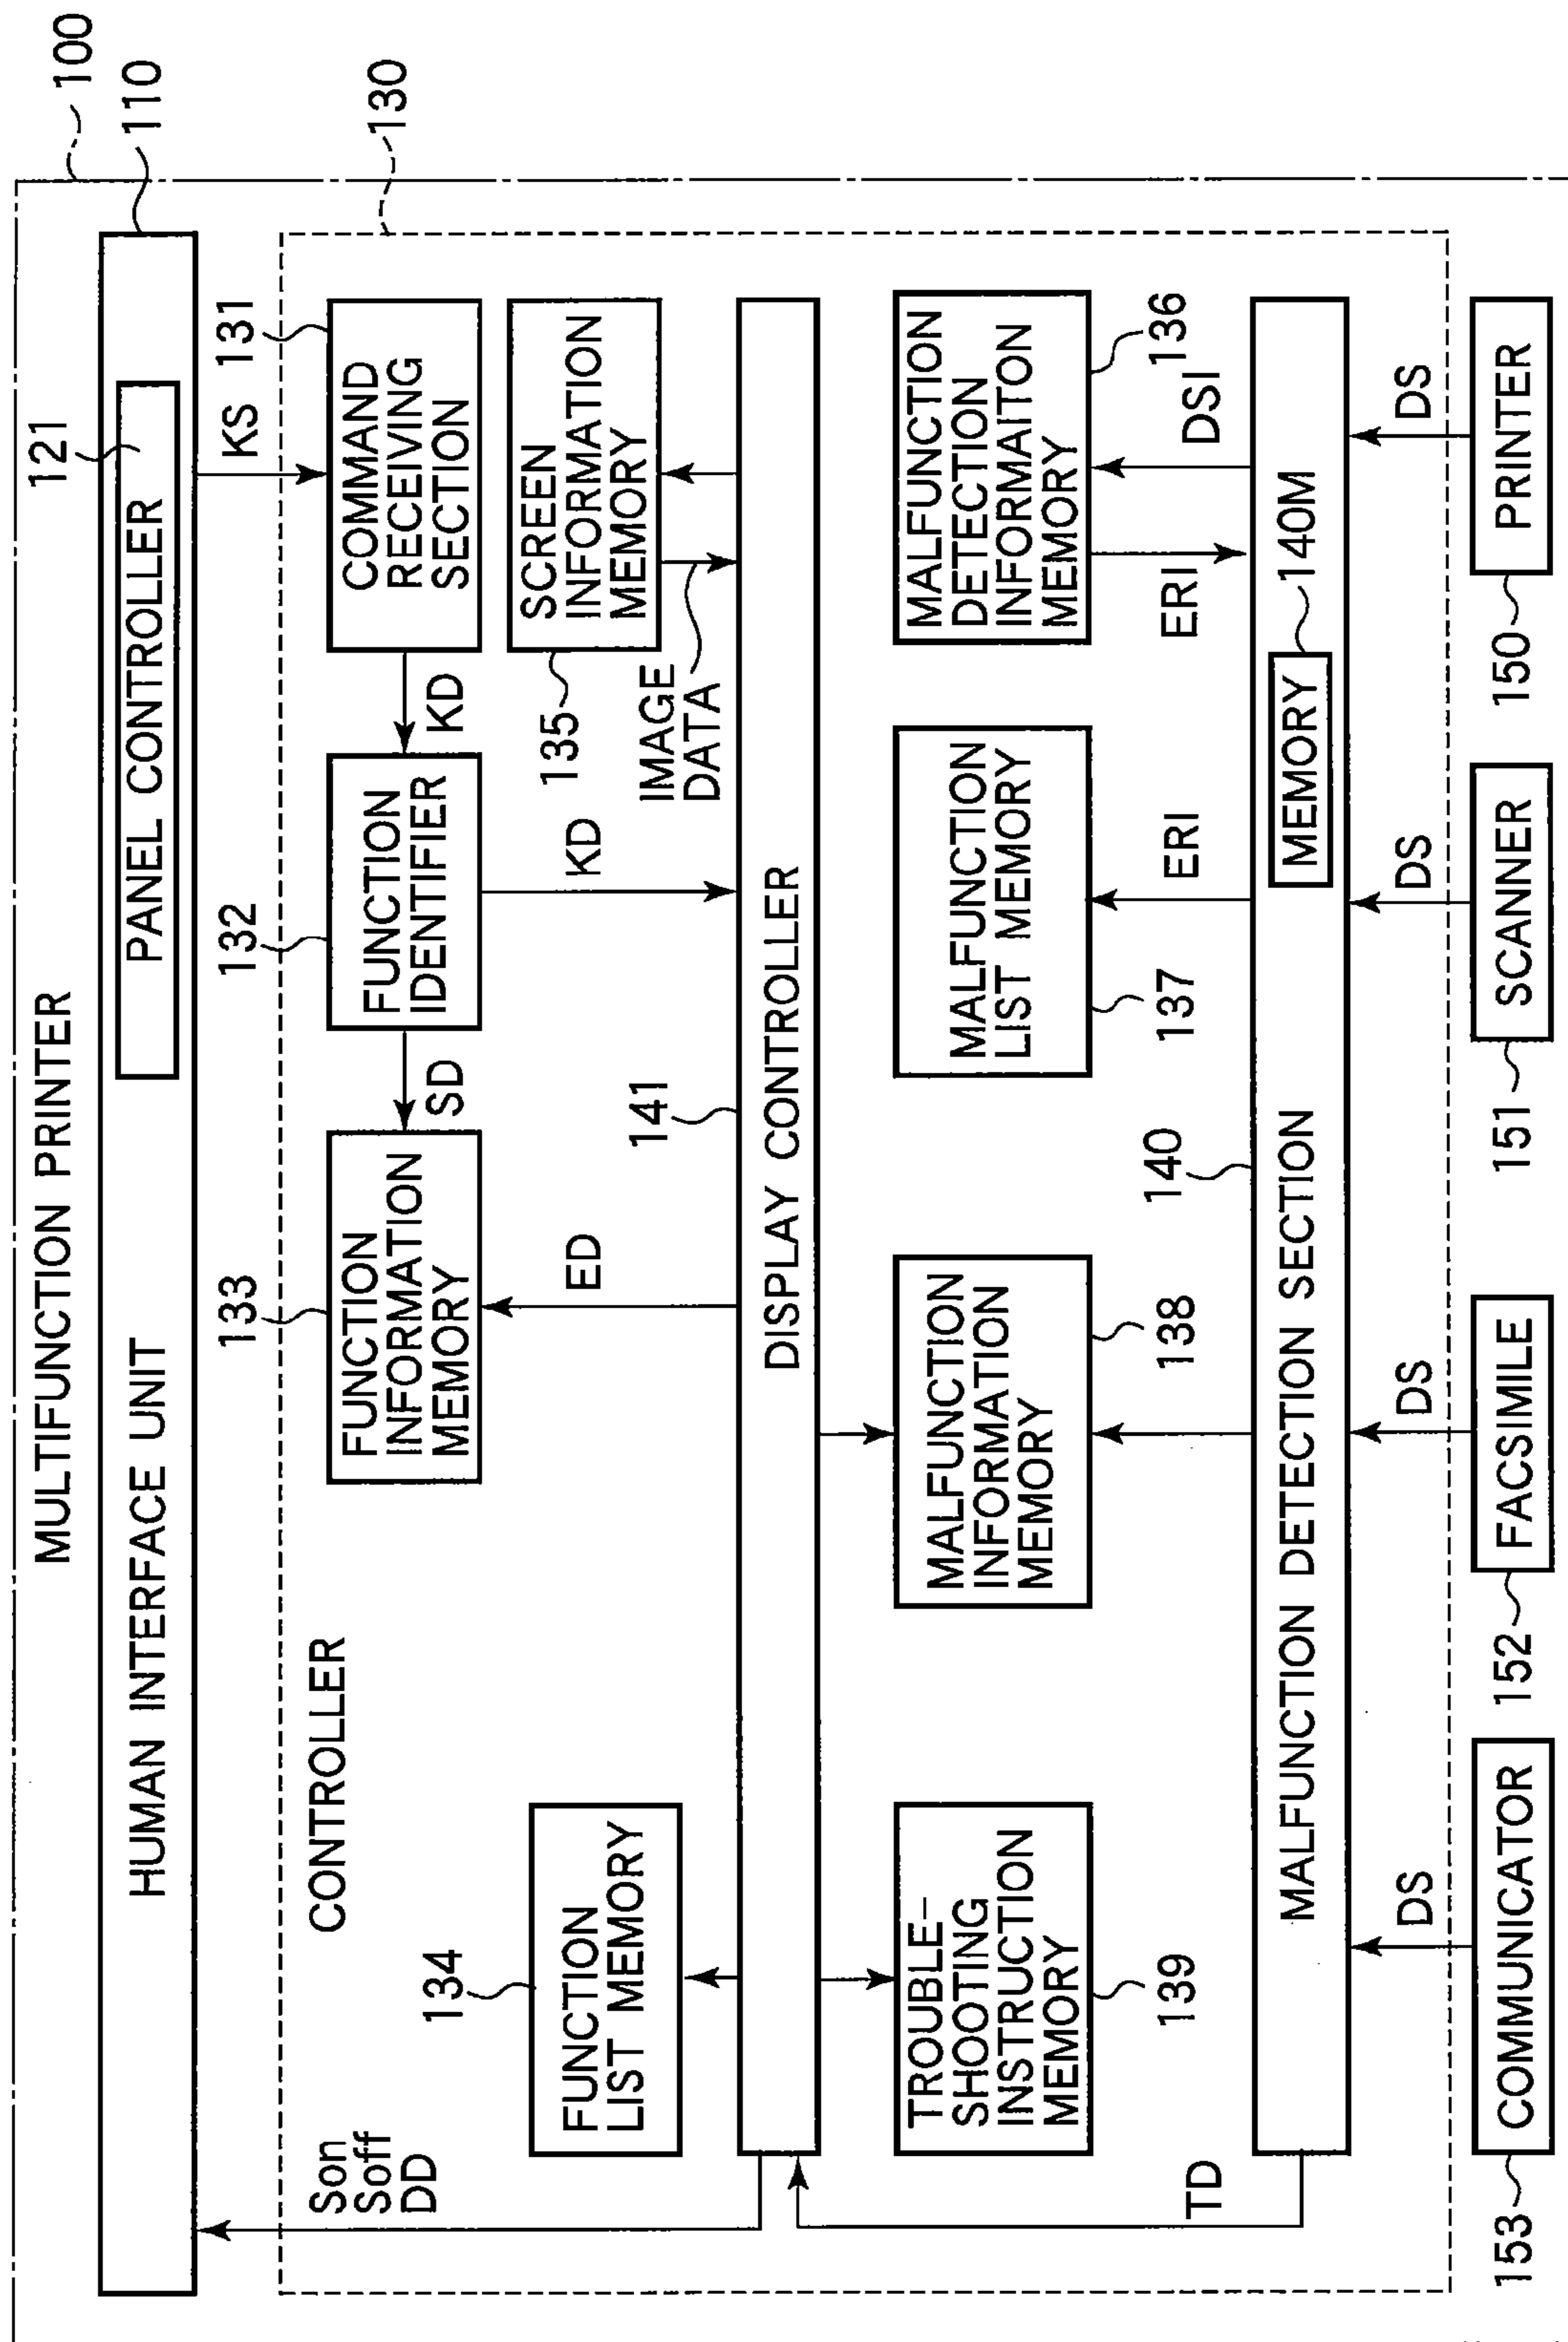 MULTIFUNCTION PRINTER
100
HUMAN INTERFACE UNIT
110
PANEL CONTROLLER
121
Son
Soff
DD
KS
CONTROLLER
130
FUNCTION
INFORMATION
MEMORY
133
SD
FUNCTION
IDENTIFIER
132
KD
COMMAND
RECEIVING
SECTION
131
FUNCTION
LIST MEMORY
134
ED
KD
SCREEN
INFORMATION
MEMORY
135
IMAGE
DATA
DISPLAY CONTROLLER
141
TROUBLE-
SHOOTING
INSTRUCTION
MEMORY
139
MALFUNCTION
INFORMATION
MEMORY
138
MALFUNCTION
LIST MEMORY
137
MALFUNCTION
DETECTION
INFORMAITON
MEMORY
136
TD
ERI
ERI
DSI
MALFUNCTION DETECTION SECTION
140
MEMORY
140M
DS
DS
DS
DS
COMMUNICATOR
153
FACSIMILE
152
SCANNER
151
PRINTER
150